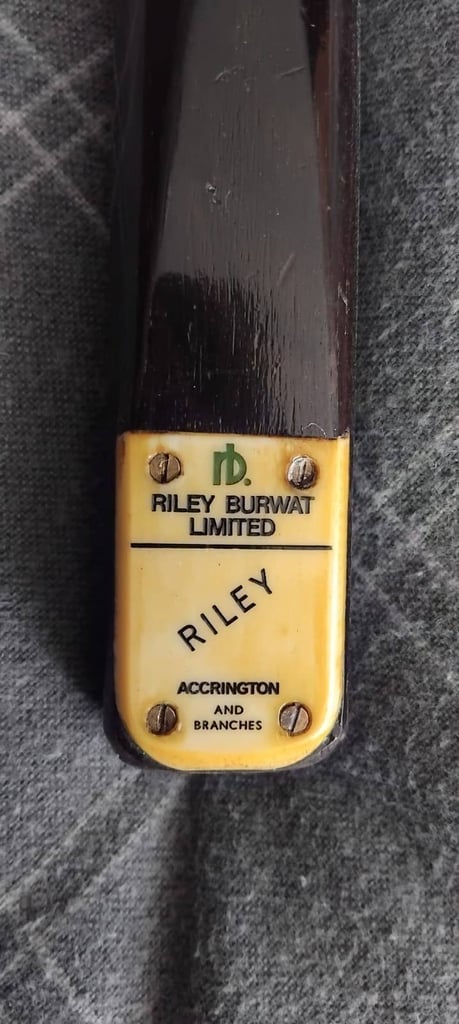 rb.
RILEY BURWAT
LIMITED
RILEY
ACCRINGTON
AND
BRANCHES